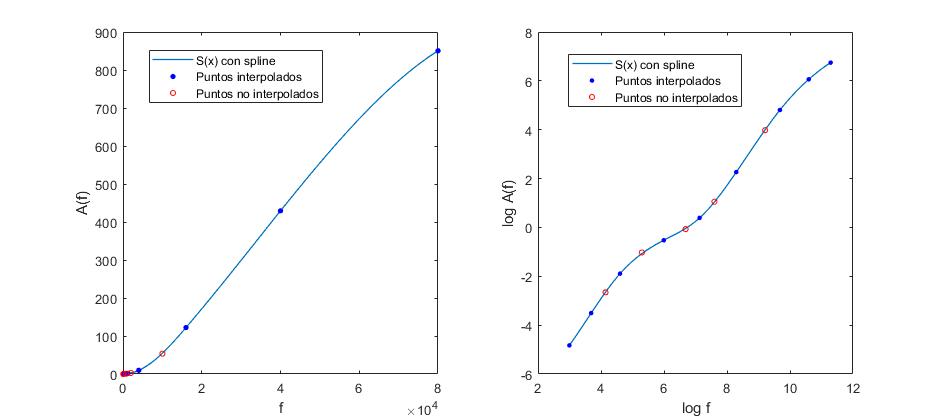 900
800
700
600
500
400
300
200
100
0
A(f)
S(x) con spline
Puntos interpolados
Puntos no interpolados
0 2 4 6 8
f
×10^4
8
6
4
2
0
-2
-4
-6
log A(f)
S(x) con spline
Puntos interpolados
Puntos no interpolados
2 4 6 8 10 12
log f